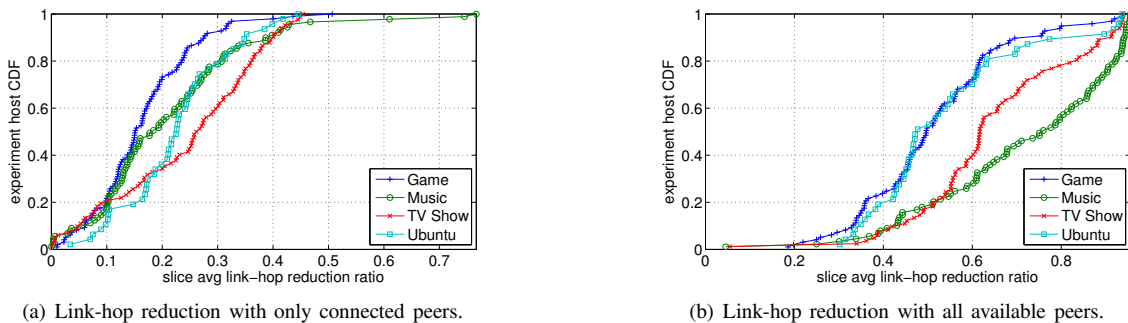 1
0.8
0.6
0.4
0.2
0
experiment host CDF
0 0.1 0.2 0.3 0.4 0.5 0.6 0.7
slice avg link-hop reduction ratio
Game
Music
TV Show
Ubuntu
(a) Link-hop reduction with only connected peers.
1
0.8
0.6
0.4
0.2
0
experiment host CDF
0 0.2 0.4 0.6 0.8
slice avg link-hop reduction ratio
Game
Music
TV Show
Ubuntu
(b) Link-hop reduction with all available peers.